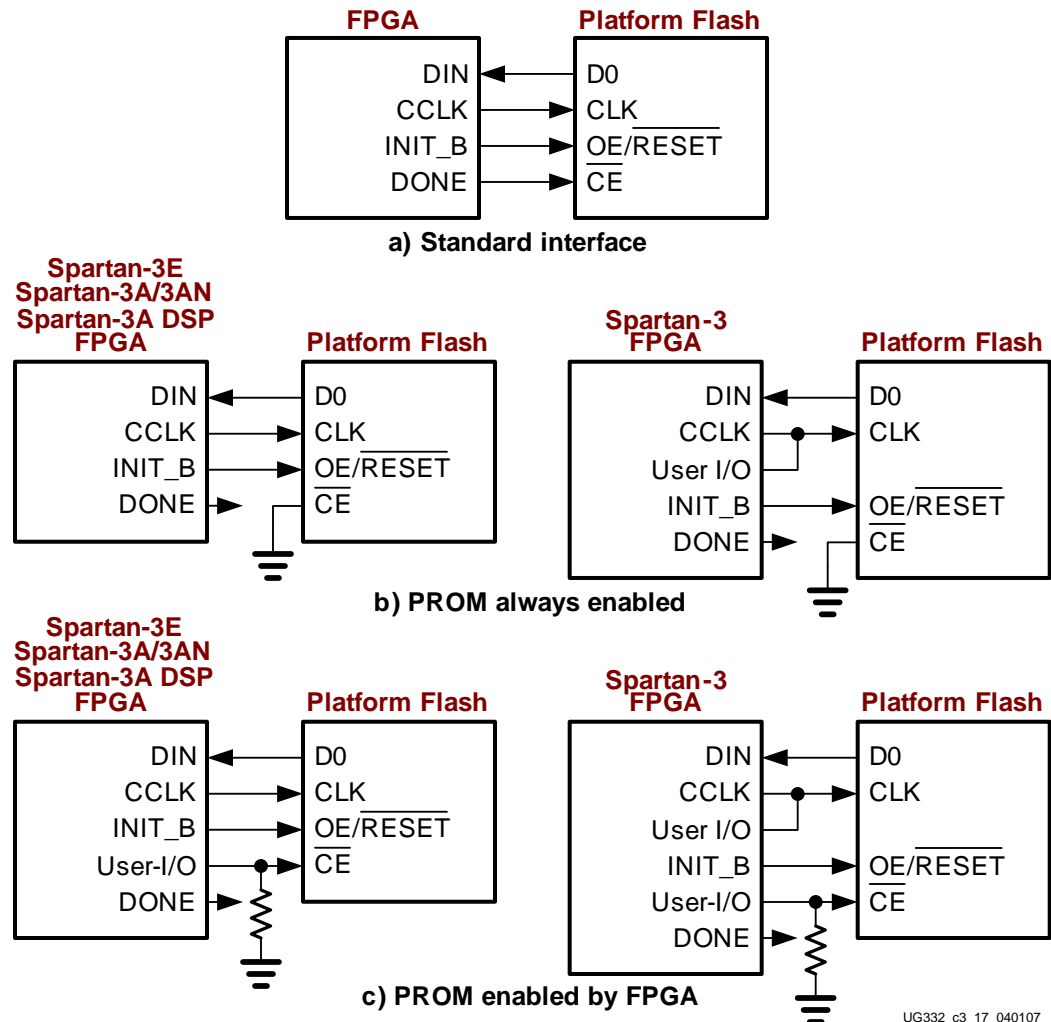 FPGA
Platform Flash
DIN
D0
CCLK
CLK
INIT_B
OE/RESET
DONE
CE
a) Standard interface
Spartan-3E
Spartan-3A/3AN
Spartan-3A DSP
FPGA
Platform Flash
DIN
D0
CCLK
CLK
INIT_B
OE/RESET
DONE
CE
Spartan-3
FPGA
Platform Flash
DIN
D0
CCLK
CLK
User I/O
INIT_B
OE/RESET
DONE
CE
b) PROM always enabled
Spartan-3E
Spartan-3A/3AN
Spartan-3A DSP
FPGA
Platform Flash
DIN
D0
CCLK
CLK
INIT_B
OE/RESET
User-I/O
CE
DONE
Spartan-3
FPGA
Platform Flash
DIN
D0
CCLK
CLK
User I/O
INIT_B
OE/RESET
User-I/O
CE
DONE
c) PROM enabled by FPGA
UG332_c3_17_040107